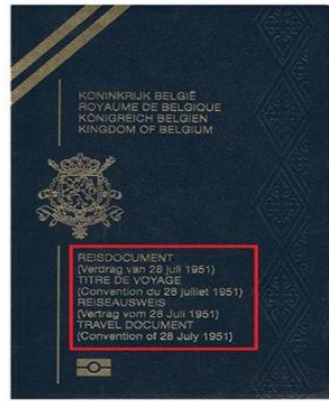 KONINKRIJK BELGIË
ROYAUME DE BELGIQUE
KÖNIGREICH BELGIEN
KINGDOM OF BELGIUM
REISDOCUMENT
(Verdrag van 28 juli 1951)
TITRE DE VOYAGE
(Convention du 28 juillet 1951)
REISEAUSWEIS
(Vertrag vom 28 Juli 1951)
TRAVEL DOCUMENT
(Convention of 28 July 1951)